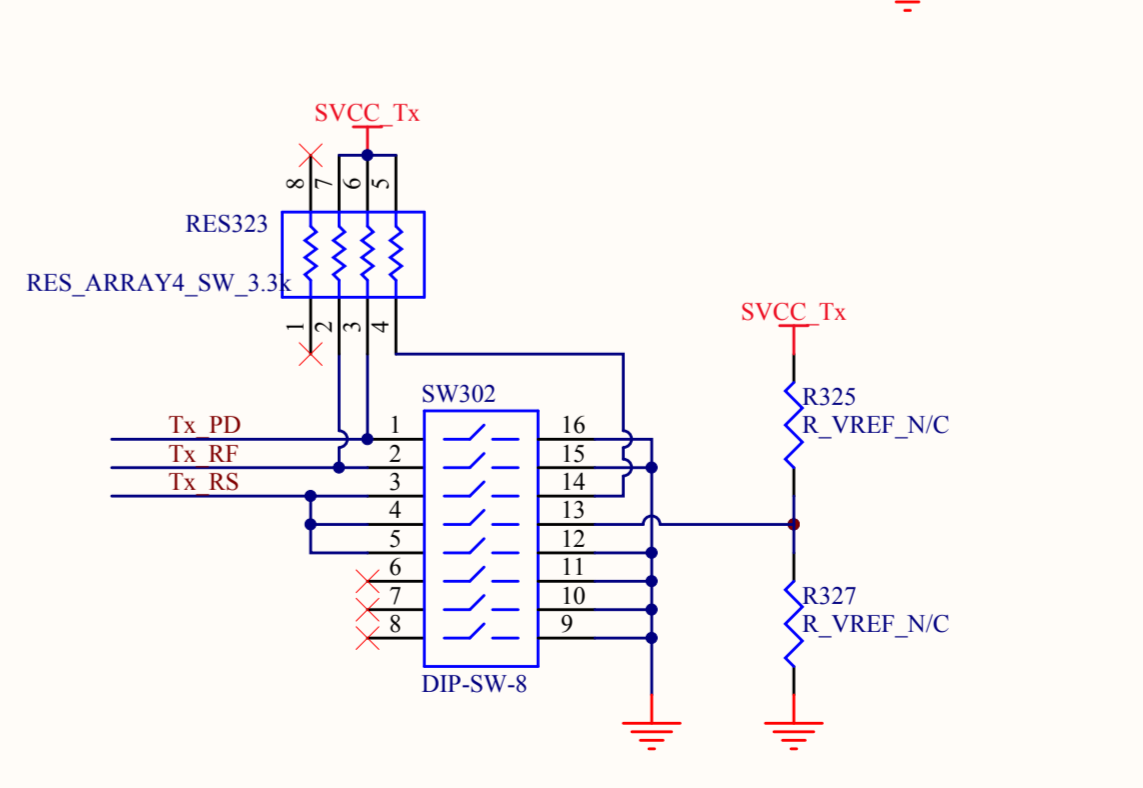 SVCC_Tx
8
7
6
5
RES323
RES_ARRAY4_SW_3.3k
1
2
3
4
SVCC_Tx
R325
R_VREF_N/C
SW302
Tx_PD
1
16
Tx_RF
2
15
Tx_RS
3
14
4
13
5
12
6
11
7
10
8
9
DIP-SW-8
R327
R_VREF_N/C